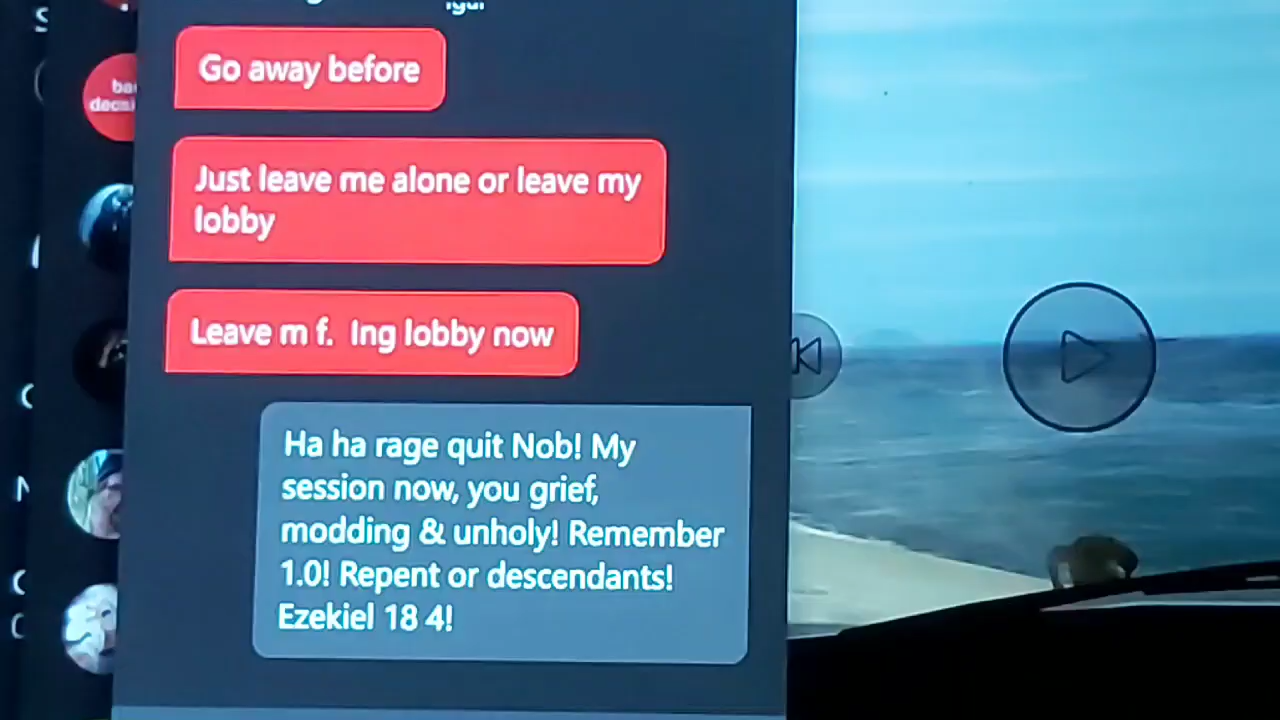 Go away before
Just leave me alone or leave my
lobby
Leave m f.  Ing lobby now
Ha ha rage quit Nob! My
session now, you grief,
modding & unholy! Remember
1.0! Repent or descendants!
Ezekiel 18 4!